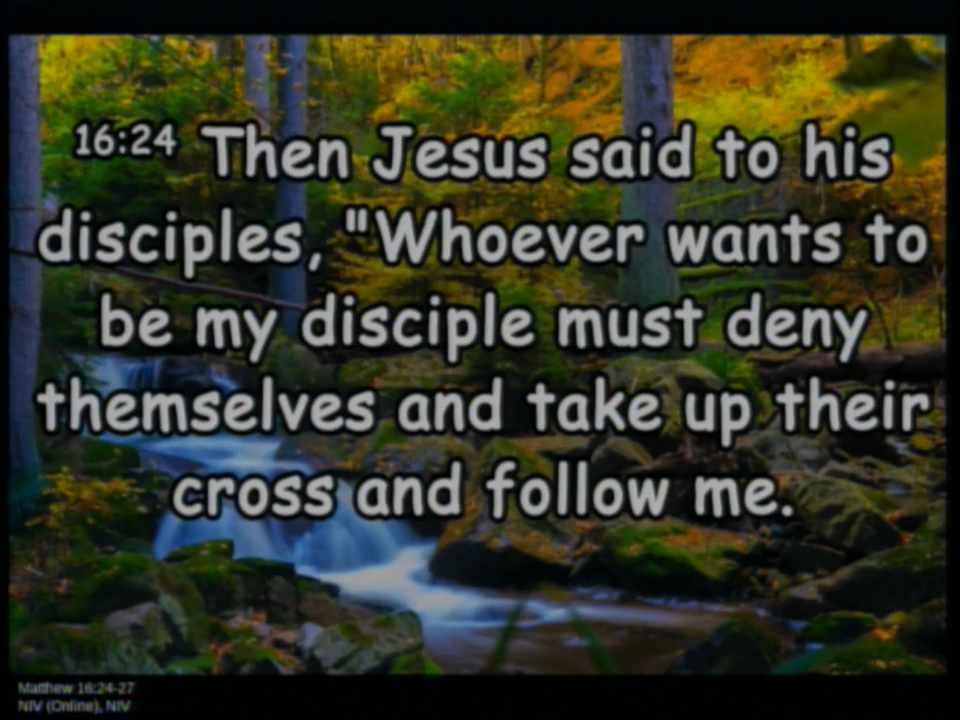 16:24 Then Jesus said to his
disciples, "Whoever wants to
be my disciple must deny
themselves and take up their
cross and follow me.
Matthew 16:24-27
NIV (Online), NIV